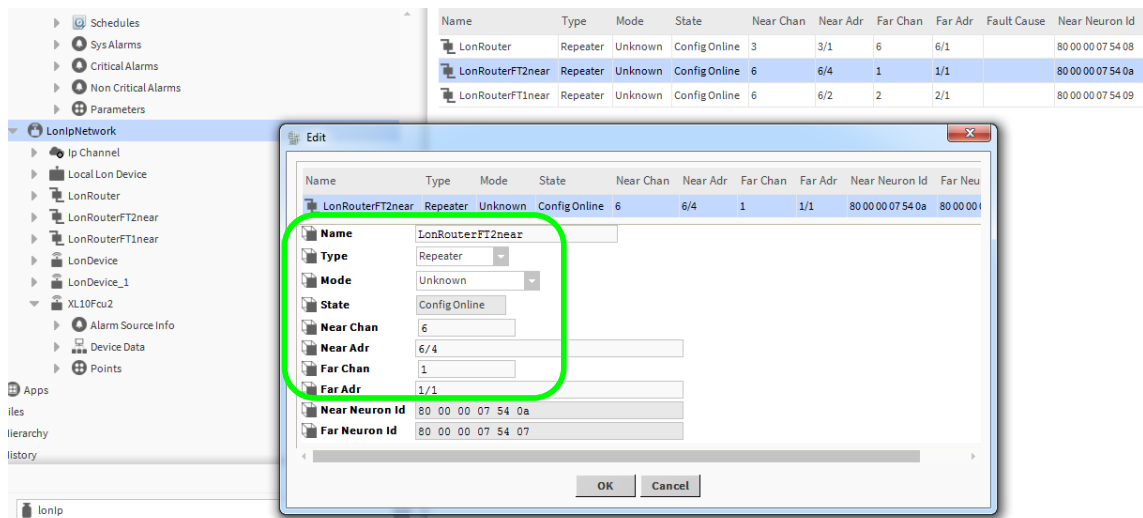 Schedules
Sys Alarms
Critical Alarms
Non Critical Alarms
Parameters
LonIpNetwork
Ip Channel
Local Lon Device
LonRouter
LonRouterFT2near
LonRouterFT1near
LonDevice
LonDevice_1
XL10Fcu2
Alarm Source Info
Device Data
Points
Apps
iles
lierarchy
listory
lonIp
Name Type Mode State Near Chan Near Adr Far Chan Far Adr Fault Cause Near Neuron Id
LonRouter Repeater Unknown Config Online 3 3/1 6 6/1 80 00 00 07 54 08
LonRouterFT2near Repeater Unknown Config Online 6 6/4 1 1/1 80 00 00 07 54 0a
LonRouterFT1near Repeater Unknown Config Online 6 6/2 2 2/1 80 00 00 07 54 09
Edit
Name Type Mode State Near Chan Near Adr Far Chan Far Adr Near Neuron Id Far Neu
LonRouterFT2near Repeater Unknown Config Online 6 6/4 1 1/1 80 00 00 07 54 0a 80 00 00
Name LonRouterFT2near
Type Repeater
Mode Unknown
State Config Online
Near Chan 6
Near Adr 6/4
Far Chan 1
Far Adr 1/1
Near Neuron Id 80 00 00 07 54 0a
Far Neuron Id 80 00 00 07 54 07
OK Cancel